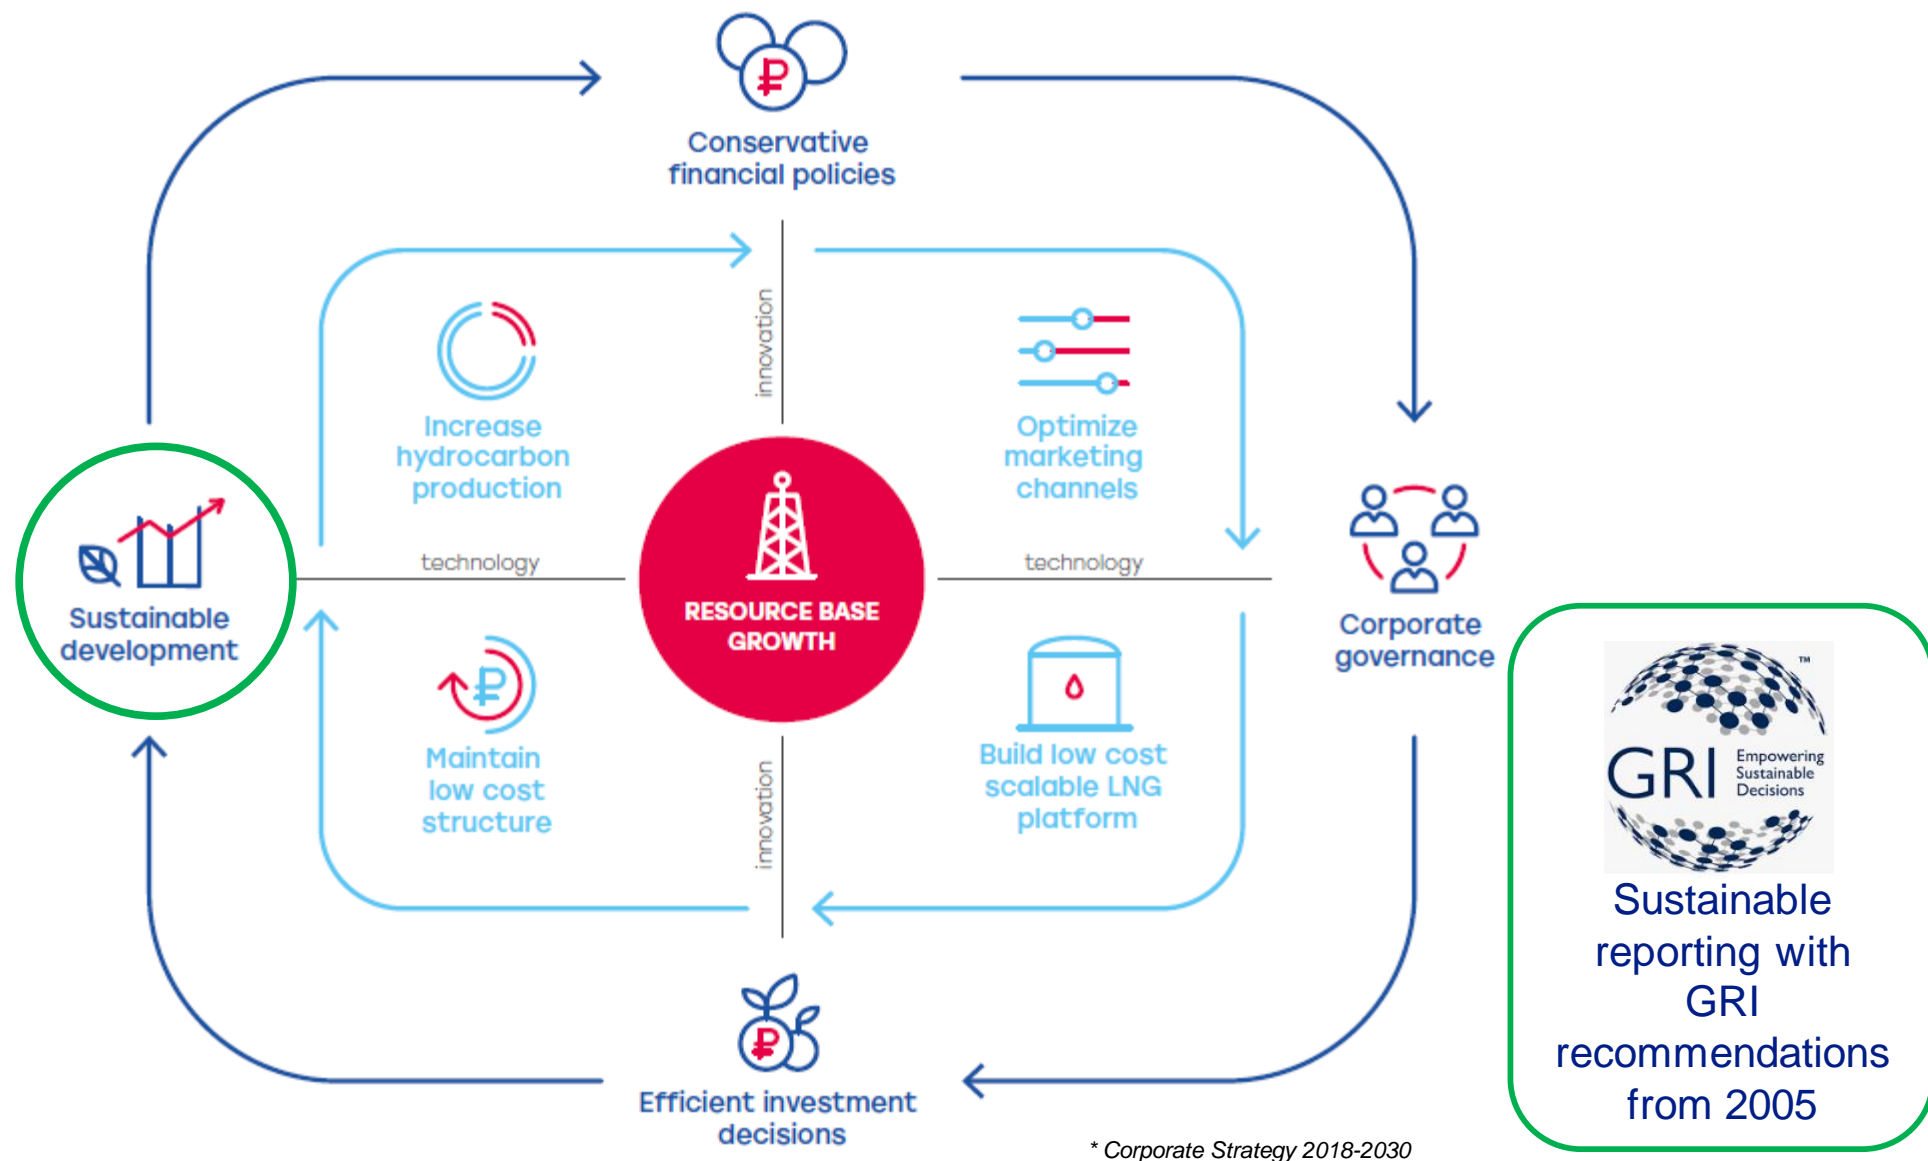 Conservative
financial policies
innovation
Increase
hydrocarbon
production
Optimize
marketing
channels
technology
technology
RESOURCE BASE
GROWTH
Sustainable
development
Corporate
governance
Maintain
low cost
structure
Build low cost
scalable LNG
platform
innovation
Efficient investment
decisions
* Corporate Strategy 2018-2030
TM
GRI
Empowering
Sustainable
Decisions
Sustainable
reporting with
GRI
recommendations
from 2005